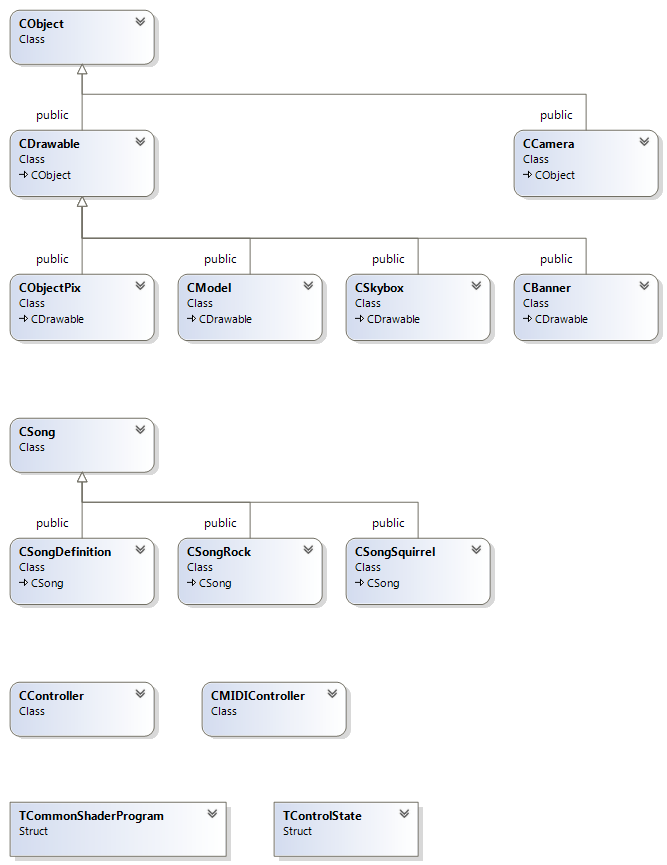 CObject
Class
public
public
CDrawable
Class
CObject
CCamera
Class
CObject
public
public
public
public
CObjectPix
Class
CDrawable
CModel
Class
CDrawable
CSkybox
Class
CDrawable
CBanner
Class
CDrawable
CSong
Class
public
public
public
CSongDefinition
Class
CSong
CSongRock
Class
CSong
CSongSquirrel
Class
CSong
CController
Class
CMIDIController
Class
TCommonShaderProgram
Struct
TControlState
Struct